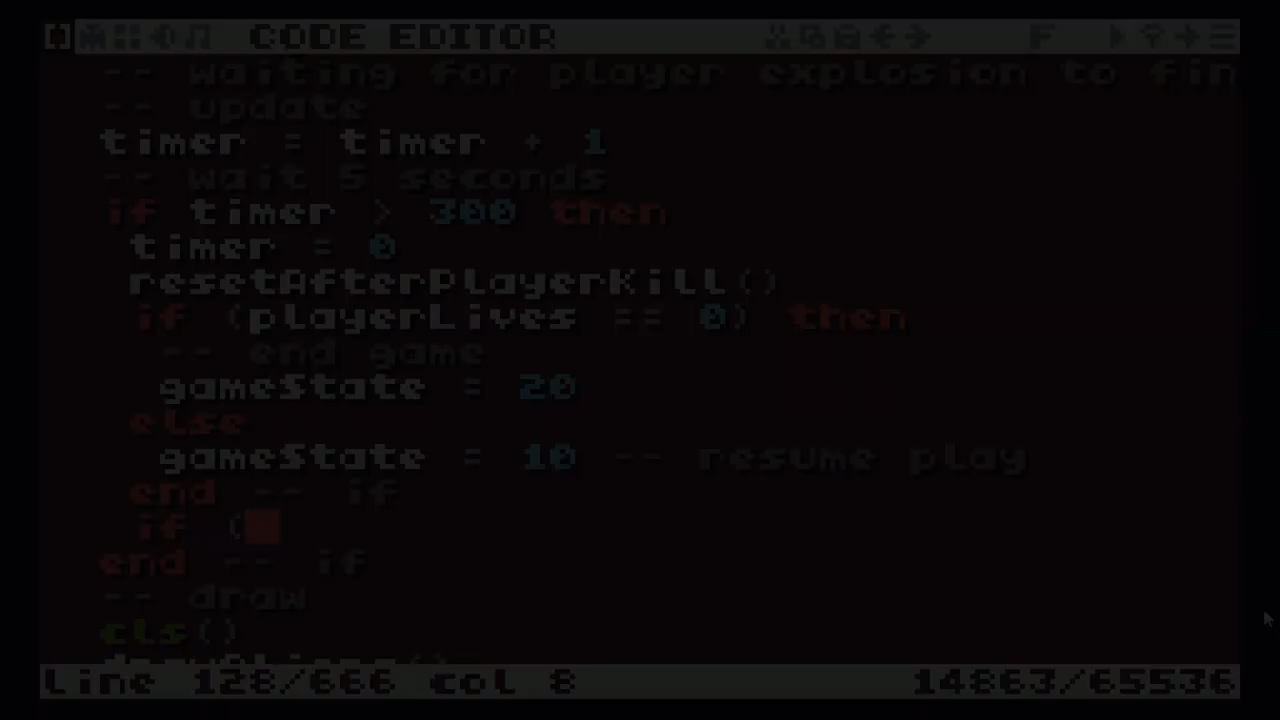 CODE EDITOR F
-- waiting for player explosion to fin
-- update
timer = timer + 1
-- wait 5 seconds
if timer > 300 then
timer = 0
resetAfterPlayerKill()
if (playerLives == 0) then
-- end game
gameState = 20
else
gameState = 10 -- resume play
end -- if
if (
end -- if
-- draw
cls()
drawAliens()
line 128/666 col 8 14863/65536